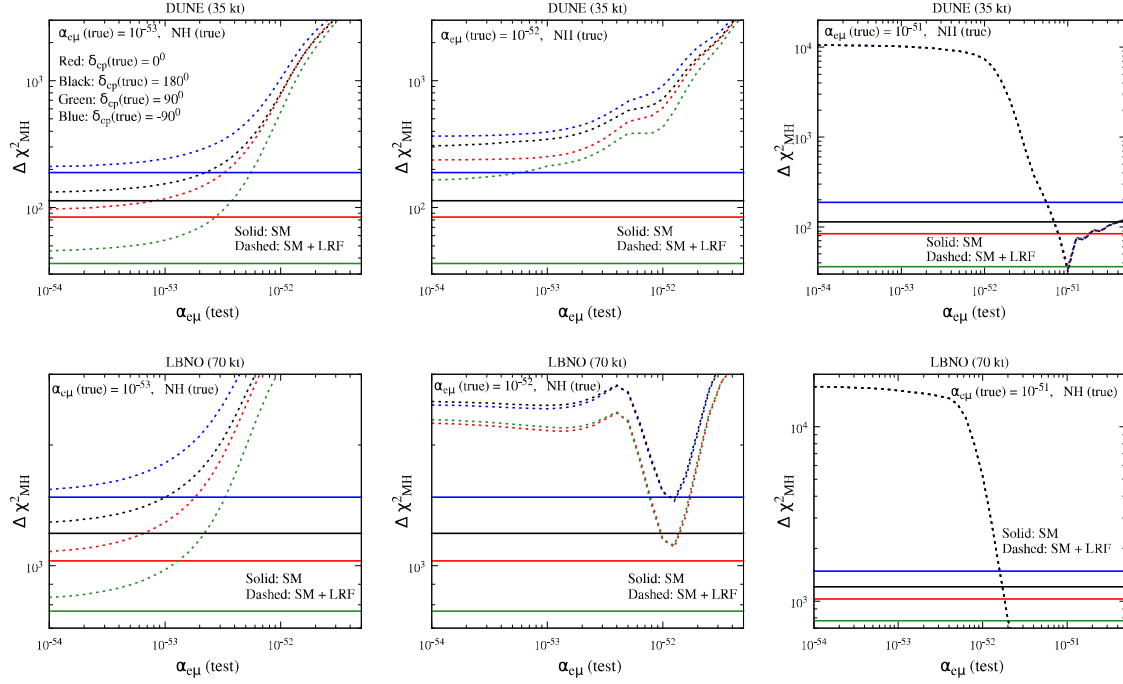 DUNE (35 kt)
α_eμ (true) = 10^-53, NH (true)
Red: δ_cp(true) = 0^0
Black: δ_cp(true) = 180^0
Green: δ_cp(true) = 90^0
Blue: δ_cp(true) = -90^0
Solid: SM
Dashed: SM + LRF
Δ χ^2_MH
10^3
10^2
10^-54
10^-53
10^-52
α_eμ (test)
DUNE (35 kt)
α_eμ (true) = 10^-52, NH (true)
Solid: SM
Dashed: SM + LRF
Δ χ^2_MH
10^3
10^2
10^-54
10^-53
10^-52
α_eμ (test)
DUNE (35 kt)
α_eμ (true) = 10^-51, NH (true)
Solid: SM
Dashed: SM + LRF
Δ χ^2_MH
10^4
10^3
10^2
10^-54
10^-53
10^-52
10^-51
α_eμ (test)
LBNO (70 kt)
α_eμ (true) = 10^-53, NH (true)
Solid: SM
Dashed: SM + LRF
Δ χ^2_MH
10^3
10^-54
10^-53
10^-52
α_eμ (test)
LBNO (70 kt)
α_eμ (true) = 10^-52, NH (true)
Solid: SM
Dashed: SM + LRF
Δ χ^2_MH
10^3
10^-54
10^-53
10^-52
α_eμ (test)
LBNO (70 kt)
α_eμ (true) = 10^-51, NH (true)
Solid: SM
Dashed: SM + LRF
Δ χ^2_MH
10^4
10^3
10^-54
10^-53
10^-52
10^-51
α_eμ (test)